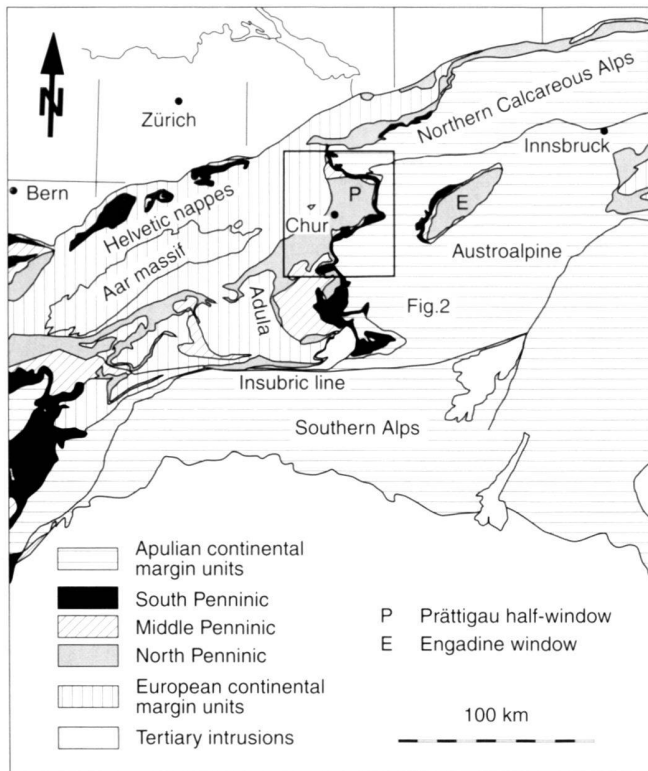 N
Zürich
Bern
Northern Calcareous Alps
Innsbruck
Helvetic nappes
P
Chur
E
Aar massif
Austroalpine
Adula
Fig.2
Insubric line
Southern Alps
Apulian continental
margin units
South Penninic
Middle Penninic
North Penninic
European continental
margin units
Tertiary intrusions
P Prättigau half-window
E Engadine window
100 km